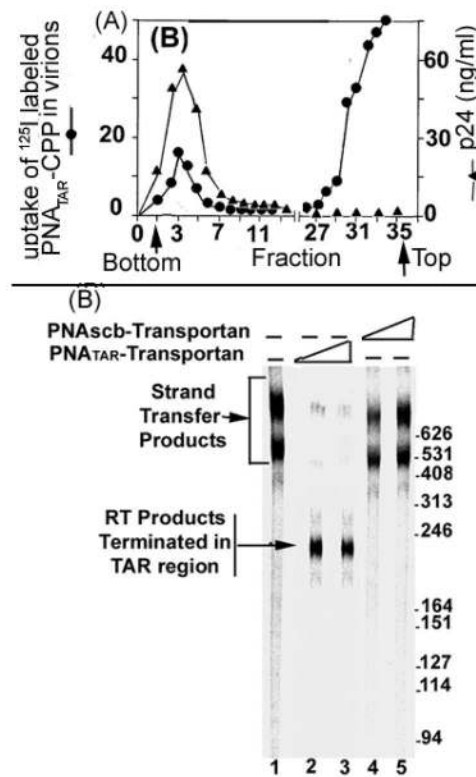 (A)
(B)
uptake of ¹²⁵I labeled
PNA_TAR-CPP in virions
40
20
0
60
30
0
p24 (ng/ml)
0 3 7 11 27 31 35
Bottom Fraction Top
(B)
PNAscb-Transportan – – –
PNATAR-Transportan – – –
Strand
Transfer
Products
RT Products
Terminated in
TAR region
626
531
408
313
246
164
151
127
114
94
1 2 3 4 5